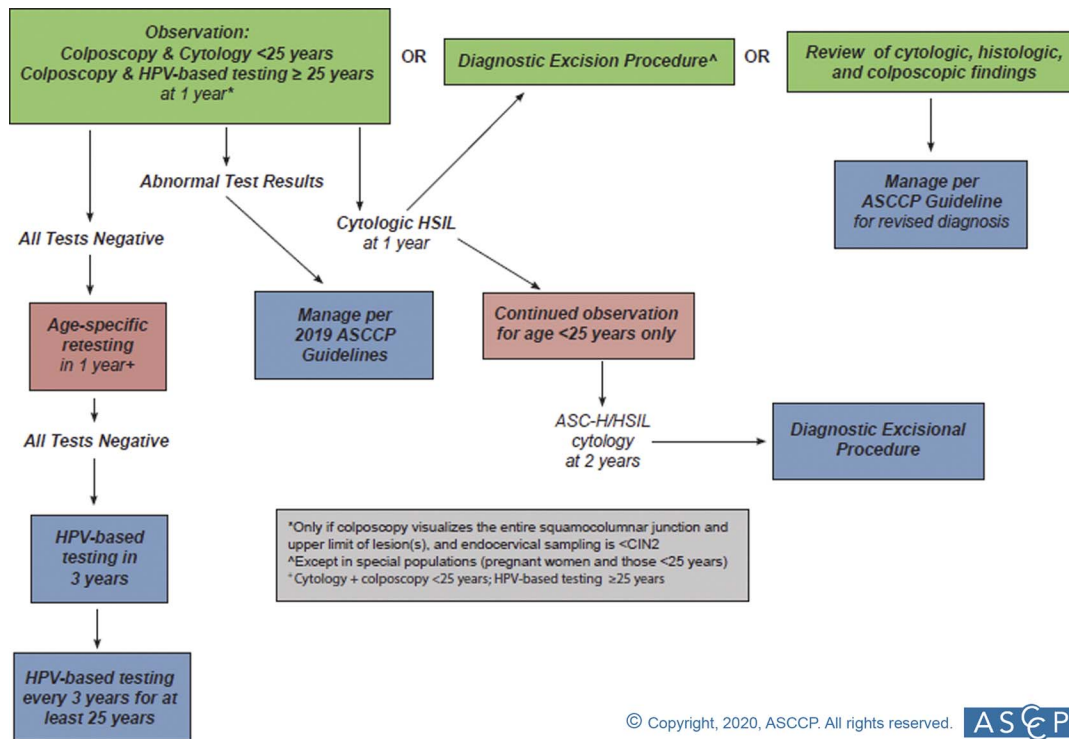 Observation:
Colposcopy & Cytology <25 years
Colposcopy & HPV-based testing ≥ 25 years
at 1 year*
OR
Diagnostic Excision Procedure^
OR
Review of cytologic, histologic,
and colposcopic findings
Abnormal Test Results
Manage per
ASCCP Guideline
for revised diagnosis
All Tests Negative
Cytologic HSIL
at 1 year
Age-specific
retesting
in 1 year+
Manage per
2019 ASCCP
Guidelines
Continued observation
for age <25 years only
All Tests Negative
ASC-H/HSIL
cytology
at 2 years
Diagnostic Excisional
Procedure
HPV-based
testing in
3 years
*Only if colposcopy visualizes the entire squamocolumnar junction and
upper limit of lesion(s), and endocervical sampling is <CIN2
^Except in special populations (pregnant women and those <25 years)
+Cytology + colposcopy <25 years; HPV-based testing ≥25 years
HPV-based testing
every 3 years for at
least 25 years
© Copyright, 2020, ASCCP. All rights reserved.
ASCCP